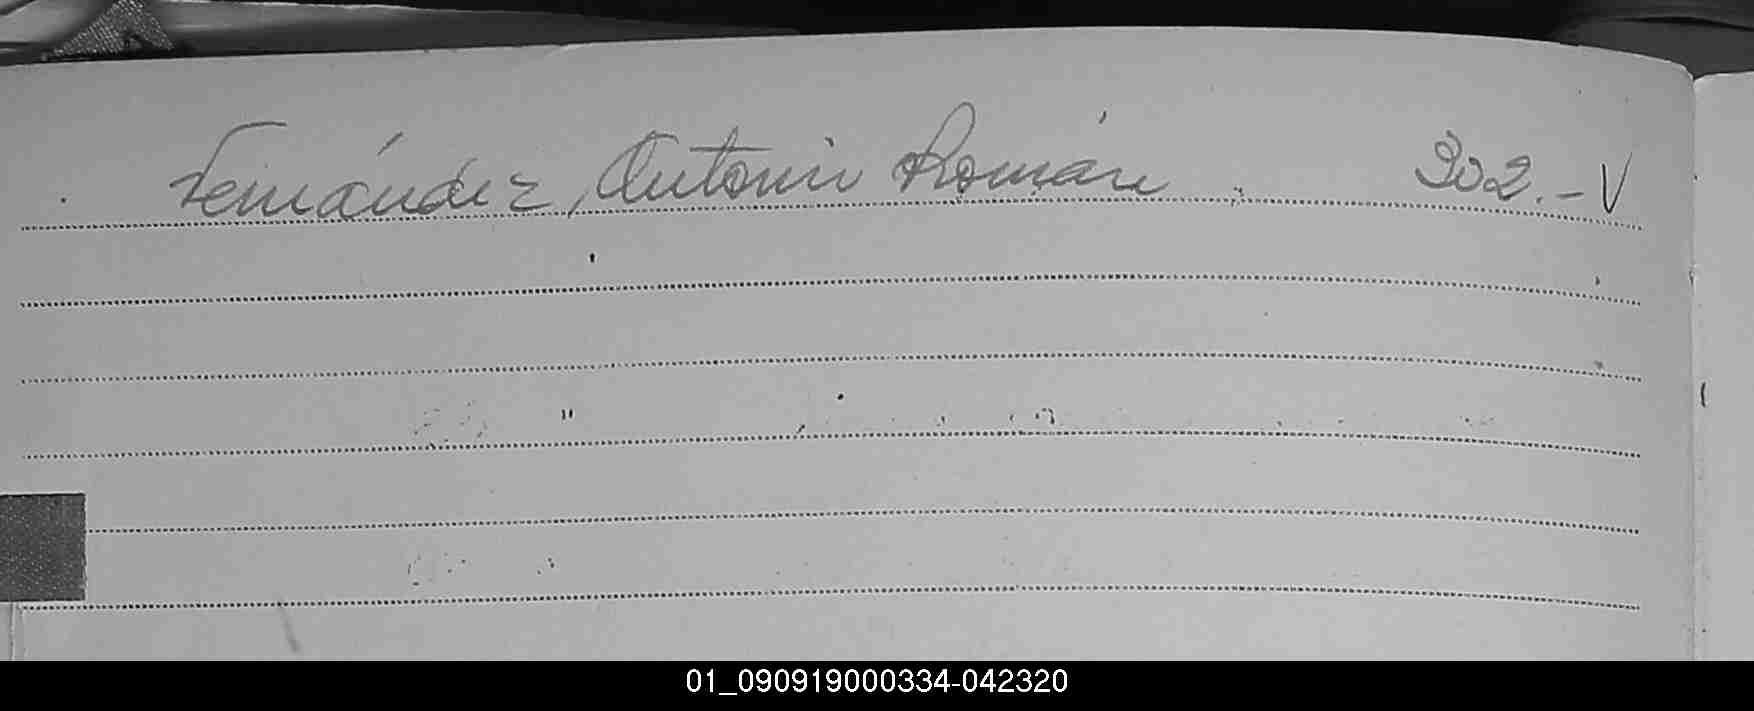 Fernández, Antonio Román 302.- V
01_090919000334-042320